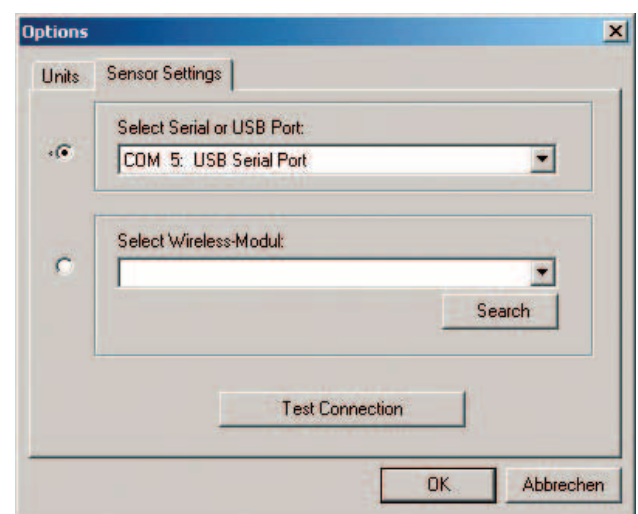 Options
Units Sensor Settings
Select Serial or USB Port:
COM 5: USB Serial Port
Select Wireless-Modul:
Search
Test Connection
OK Abbrechen